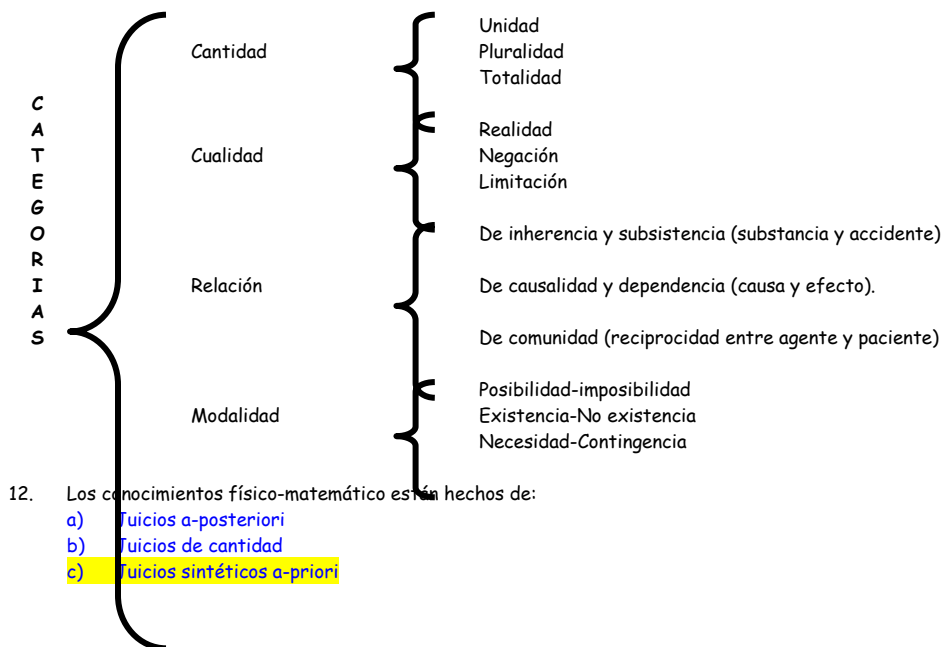 CATEGORIAS
Cantidad
Unidad
Pluralidad
Totalidad
Cualidad
Realidad
Negación
Limitación
Relación
De inherencia y subsistencia (substancia y accidente)
De causalidad y dependencia (causa y efecto).
De comunidad (reciprocidad entre agente y paciente)
Modalidad
Posibilidad-imposibilidad
Existencia-No existencia
Necesidad-Contingencia
12. Los conocimientos físico-matemático están hechos de:
a) Juicios a-posteriori
b) Juicios de cantidad
c) Juicios sintéticos a-priori